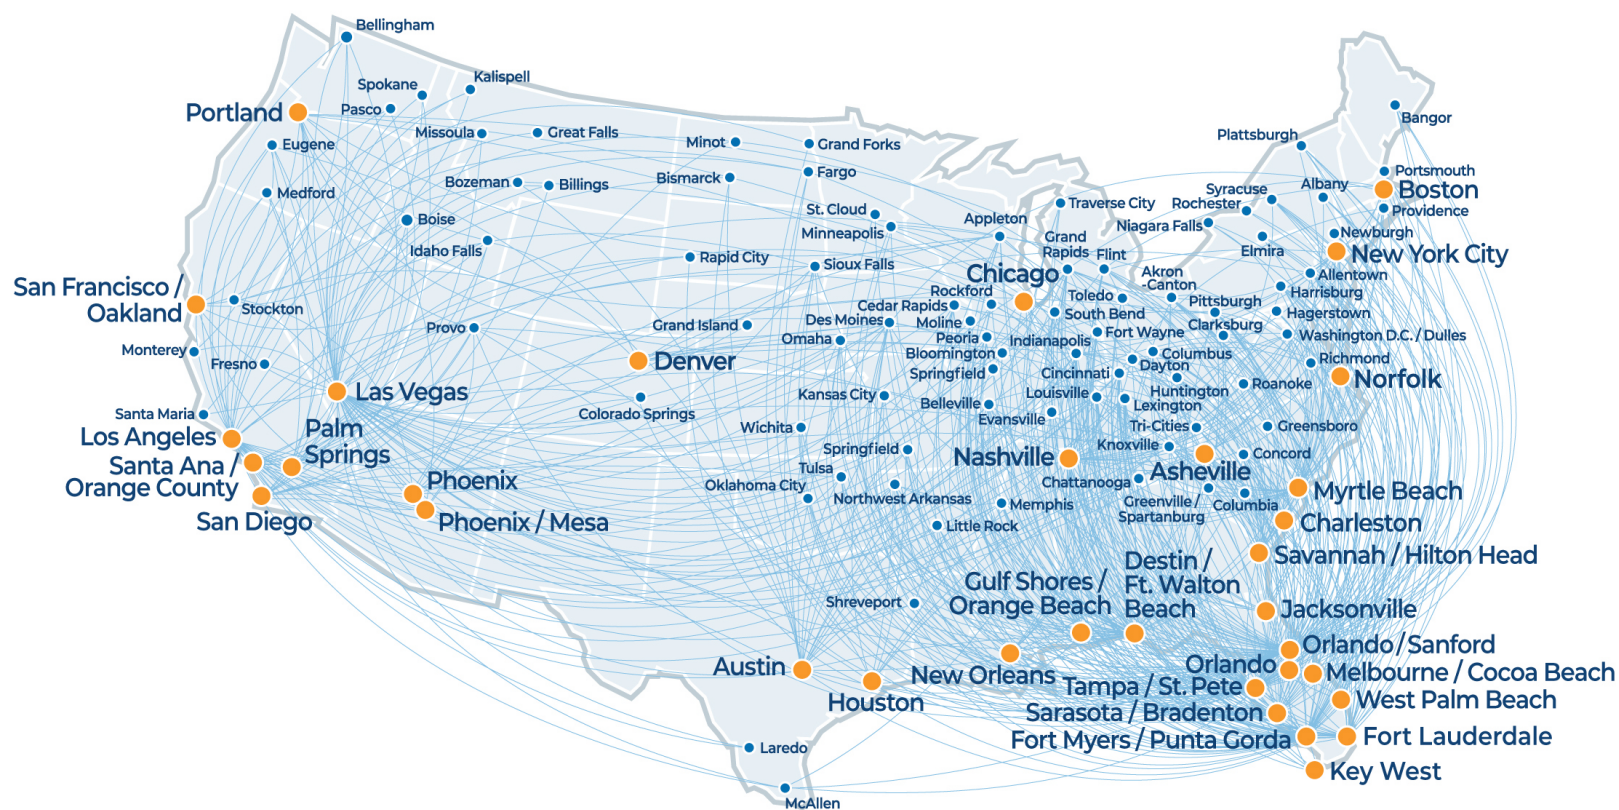 Bellingham
Spokane
Kalispell
Pasco
Portland
Missoula
Great Falls
Eugene
Minot
Grand Forks
Bangor
Plattsburgh
Medford
Bozeman
Billings
Bismarck
Fargo
Portsmouth
Boston
Albany
Syracuse
Rochester
Providence
Boise
Idaho Falls
St. Cloud
Minneapolis
Appleton
Traverse City
Niagara Falls
Newburgh
Elmira
New York City
Rapid City
Sioux Falls
Grand
Rapids
Flint
Chicago
Akron
-Canton
Allentown
Harrisburg
San Francisco /
Oakland
Stockton
Rockford
Cedar Rapids
Toledo
Pittsburgh
Hagerstown
Provo
Grand Island
Des Moines
Moline
South Bend
Clarksburg
Omaha
Peoria
Indianapolis
Fort Wayne
Washington D.C. / Dulles
Monterey
Fresno
Denver
Bloomington
Columbus
Dayton
Richmond
Springfield
Cincinnati
Norfolk
Las Vegas
Colorado Springs
Kansas City
Belleville
Louisville
Huntington
Roanoke
Lexington
Santa Maria
Evansville
Los Angeles
Palm
Springs
Wichita
Tri-Cities
Greensboro
Santa Ana /
Orange County
Springfield
Nashville
Knoxville
Concord
Tulsa
Asheville
Phoenix
Oklahoma City
Northwest Arkansas
Chattanooga
Greenville /
Spartanburg
Columbia
Myrtle Beach
San Diego
Phoenix / Mesa
Memphis
Little Rock
Charleston
Savannah / Hilton Head
Destin /
Ft. Walton
Beach
Gulf Shores /
Orange Beach
Shreveport
Jacksonville
Orlando / Sanford
Austin
New Orleans
Orlando
Melbourne / Cocoa Beach
Houston
Tampa / St. Pete
West Palm Beach
Sarasota / Bradenton
Fort Myers / Punta Gorda
Fort Lauderdale
Laredo
Key West
McAllen